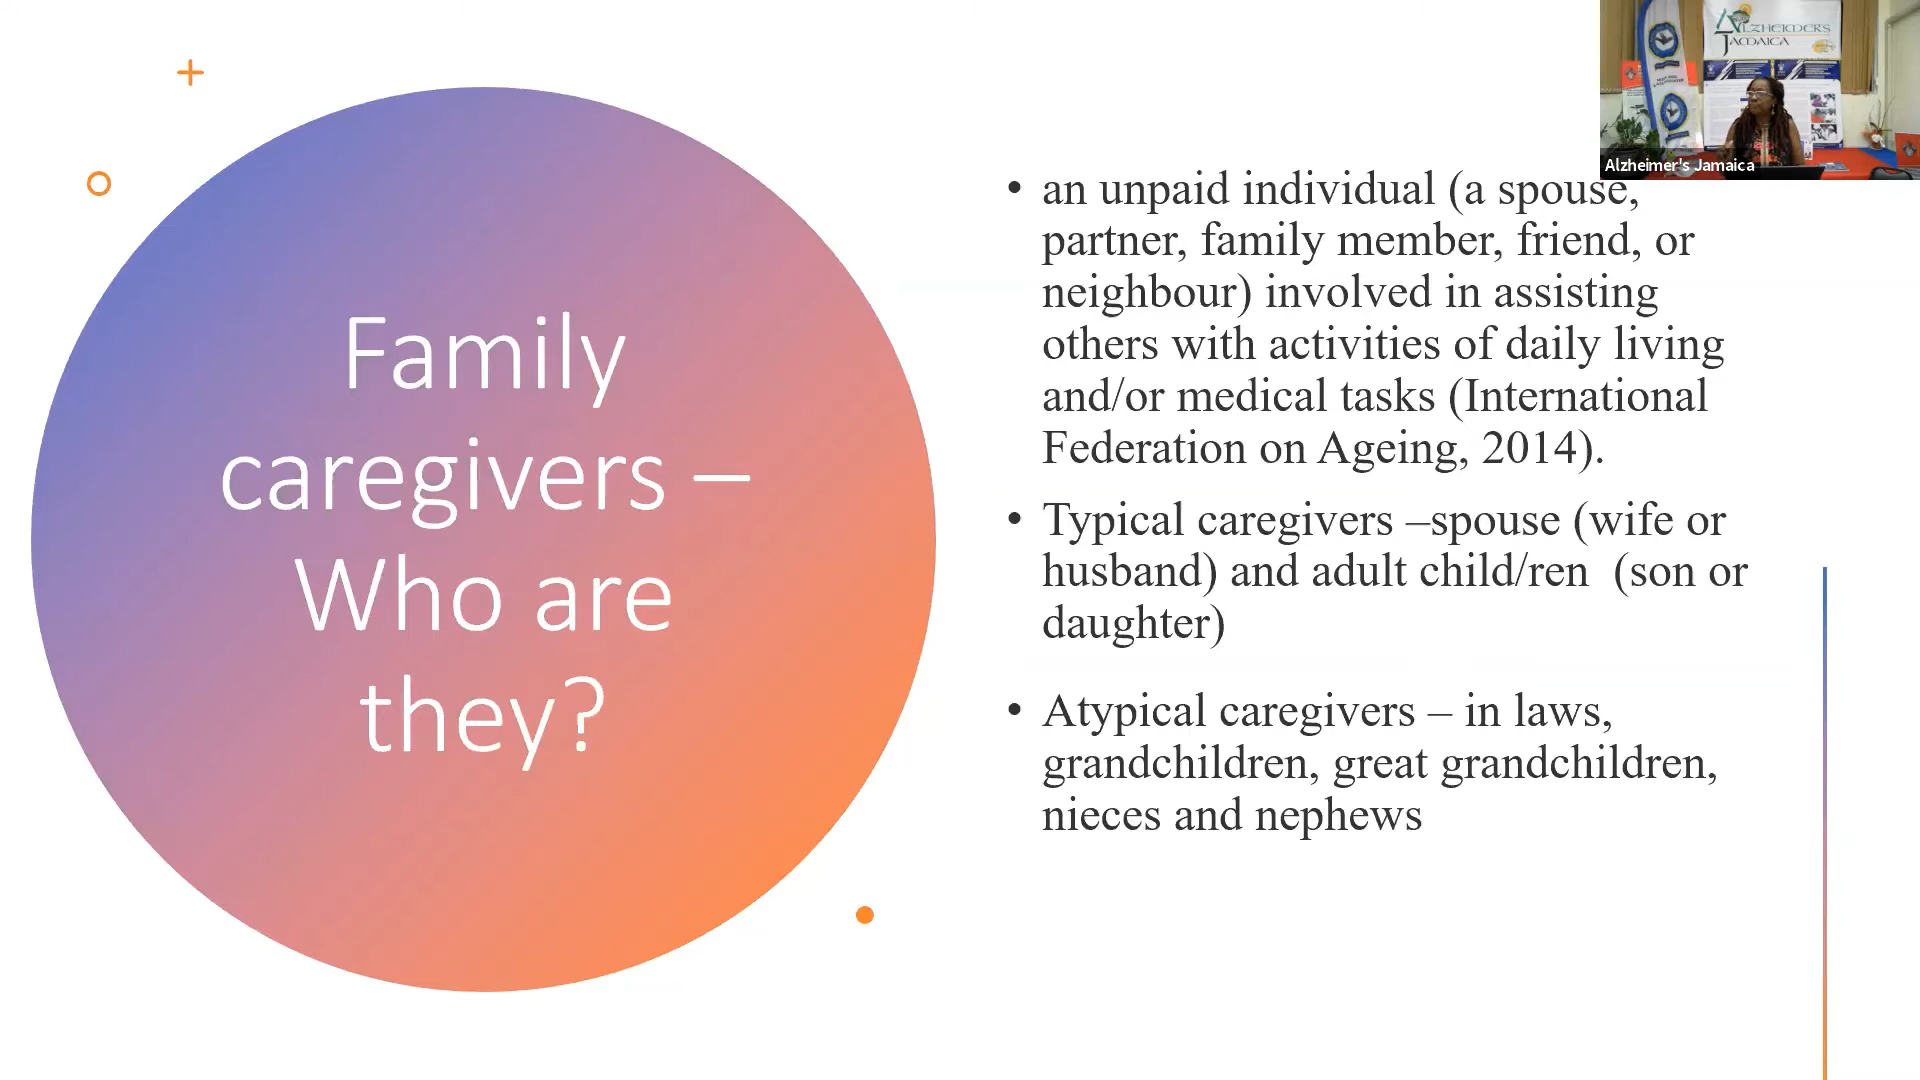 Family
caregivers –
Who are
they?
• an unpaid individual (a spouse,
partner, family member, friend, or
neighbour) involved in assisting
others with activities of daily living
and/or medical tasks (International
Federation on Ageing, 2014).
• Typical caregivers –spouse (wife or
husband) and adult child/ren (son or
daughter)
• Atypical caregivers – in laws,
grandchildren, great grandchildren,
nieces and nephews
ALZHEIMER'S
JAMAICA
Alzheimer's Jamaica